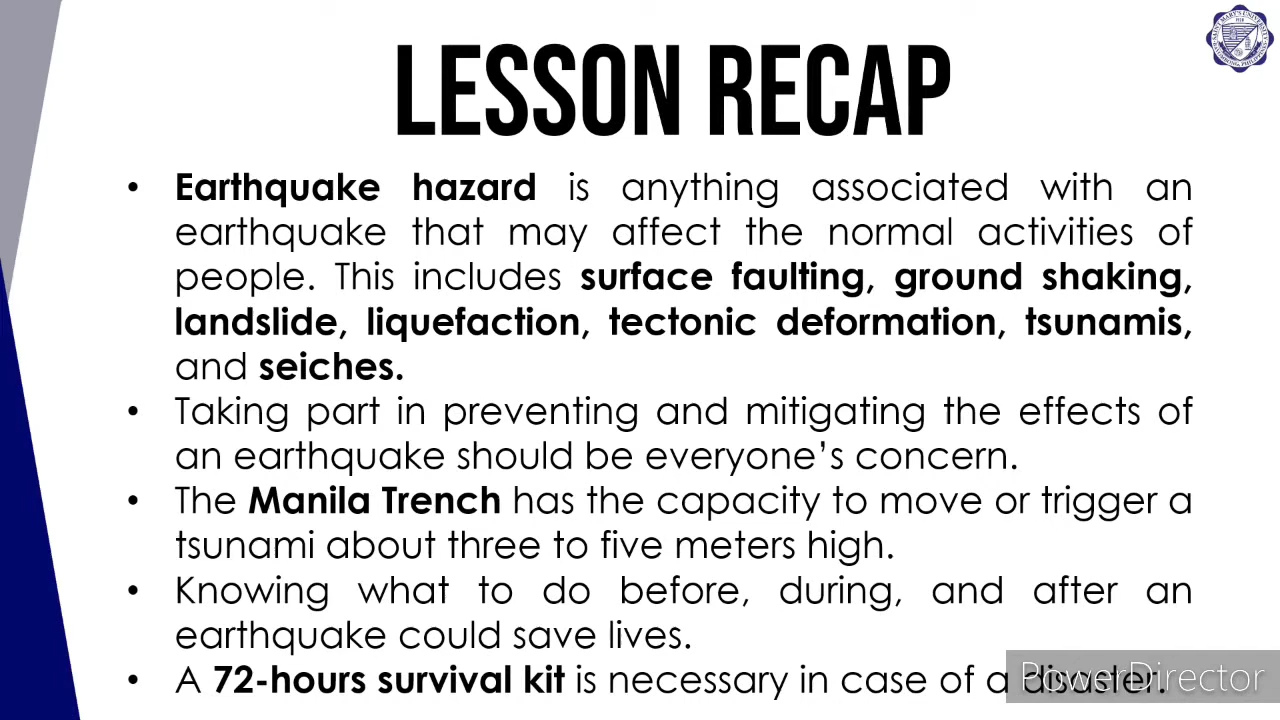 LESSON RECAP
• Earthquake hazard is anything associated with an
earthquake that may affect the normal activities of
people. This includes surface faulting, ground shaking,
landslide, liquefaction, tectonic deformation, tsunamis,
and seiches.
• Taking part in preventing and mitigating the effects of
an earthquake should be everyone's concern.
• The Manila Trench has the capacity to move or trigger a
tsunami about three to five meters high.
• Knowing what to do before, during, and after an
earthquake could save lives.
• A 72-hours survival kit is necessary in case of a disaster.
PowerDirector